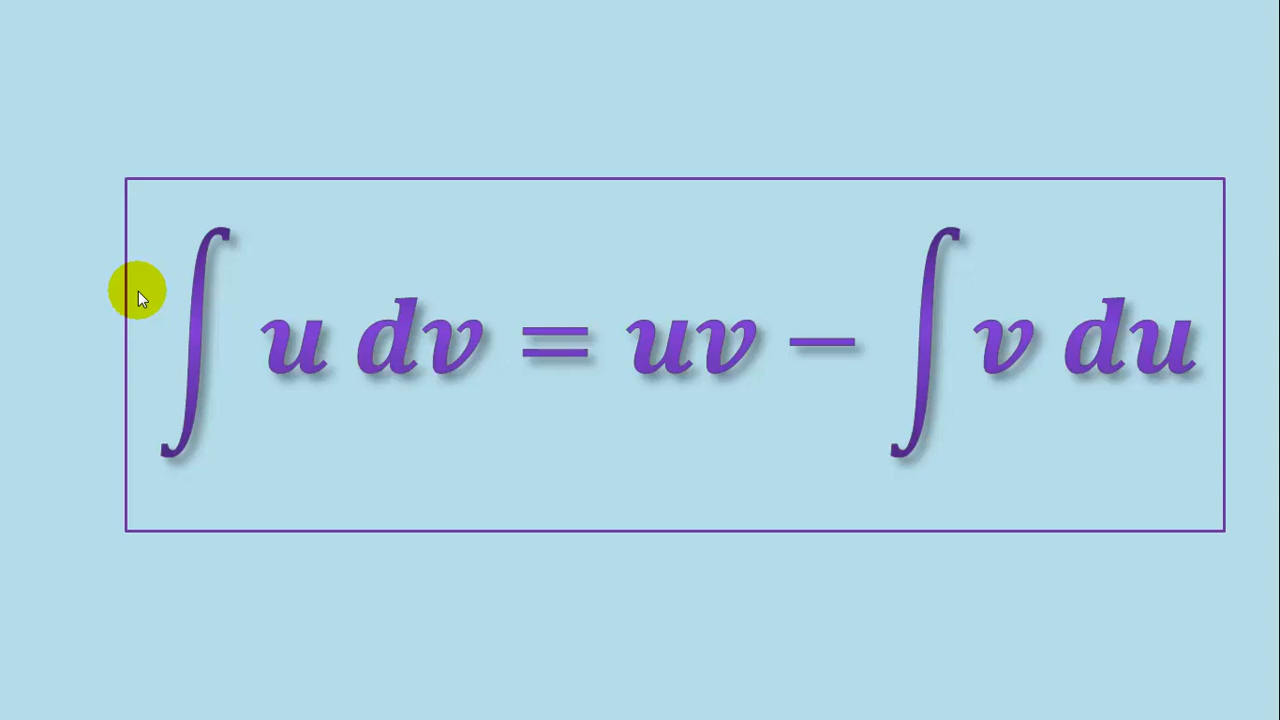 ∫ u dv = uv − ∫ v du